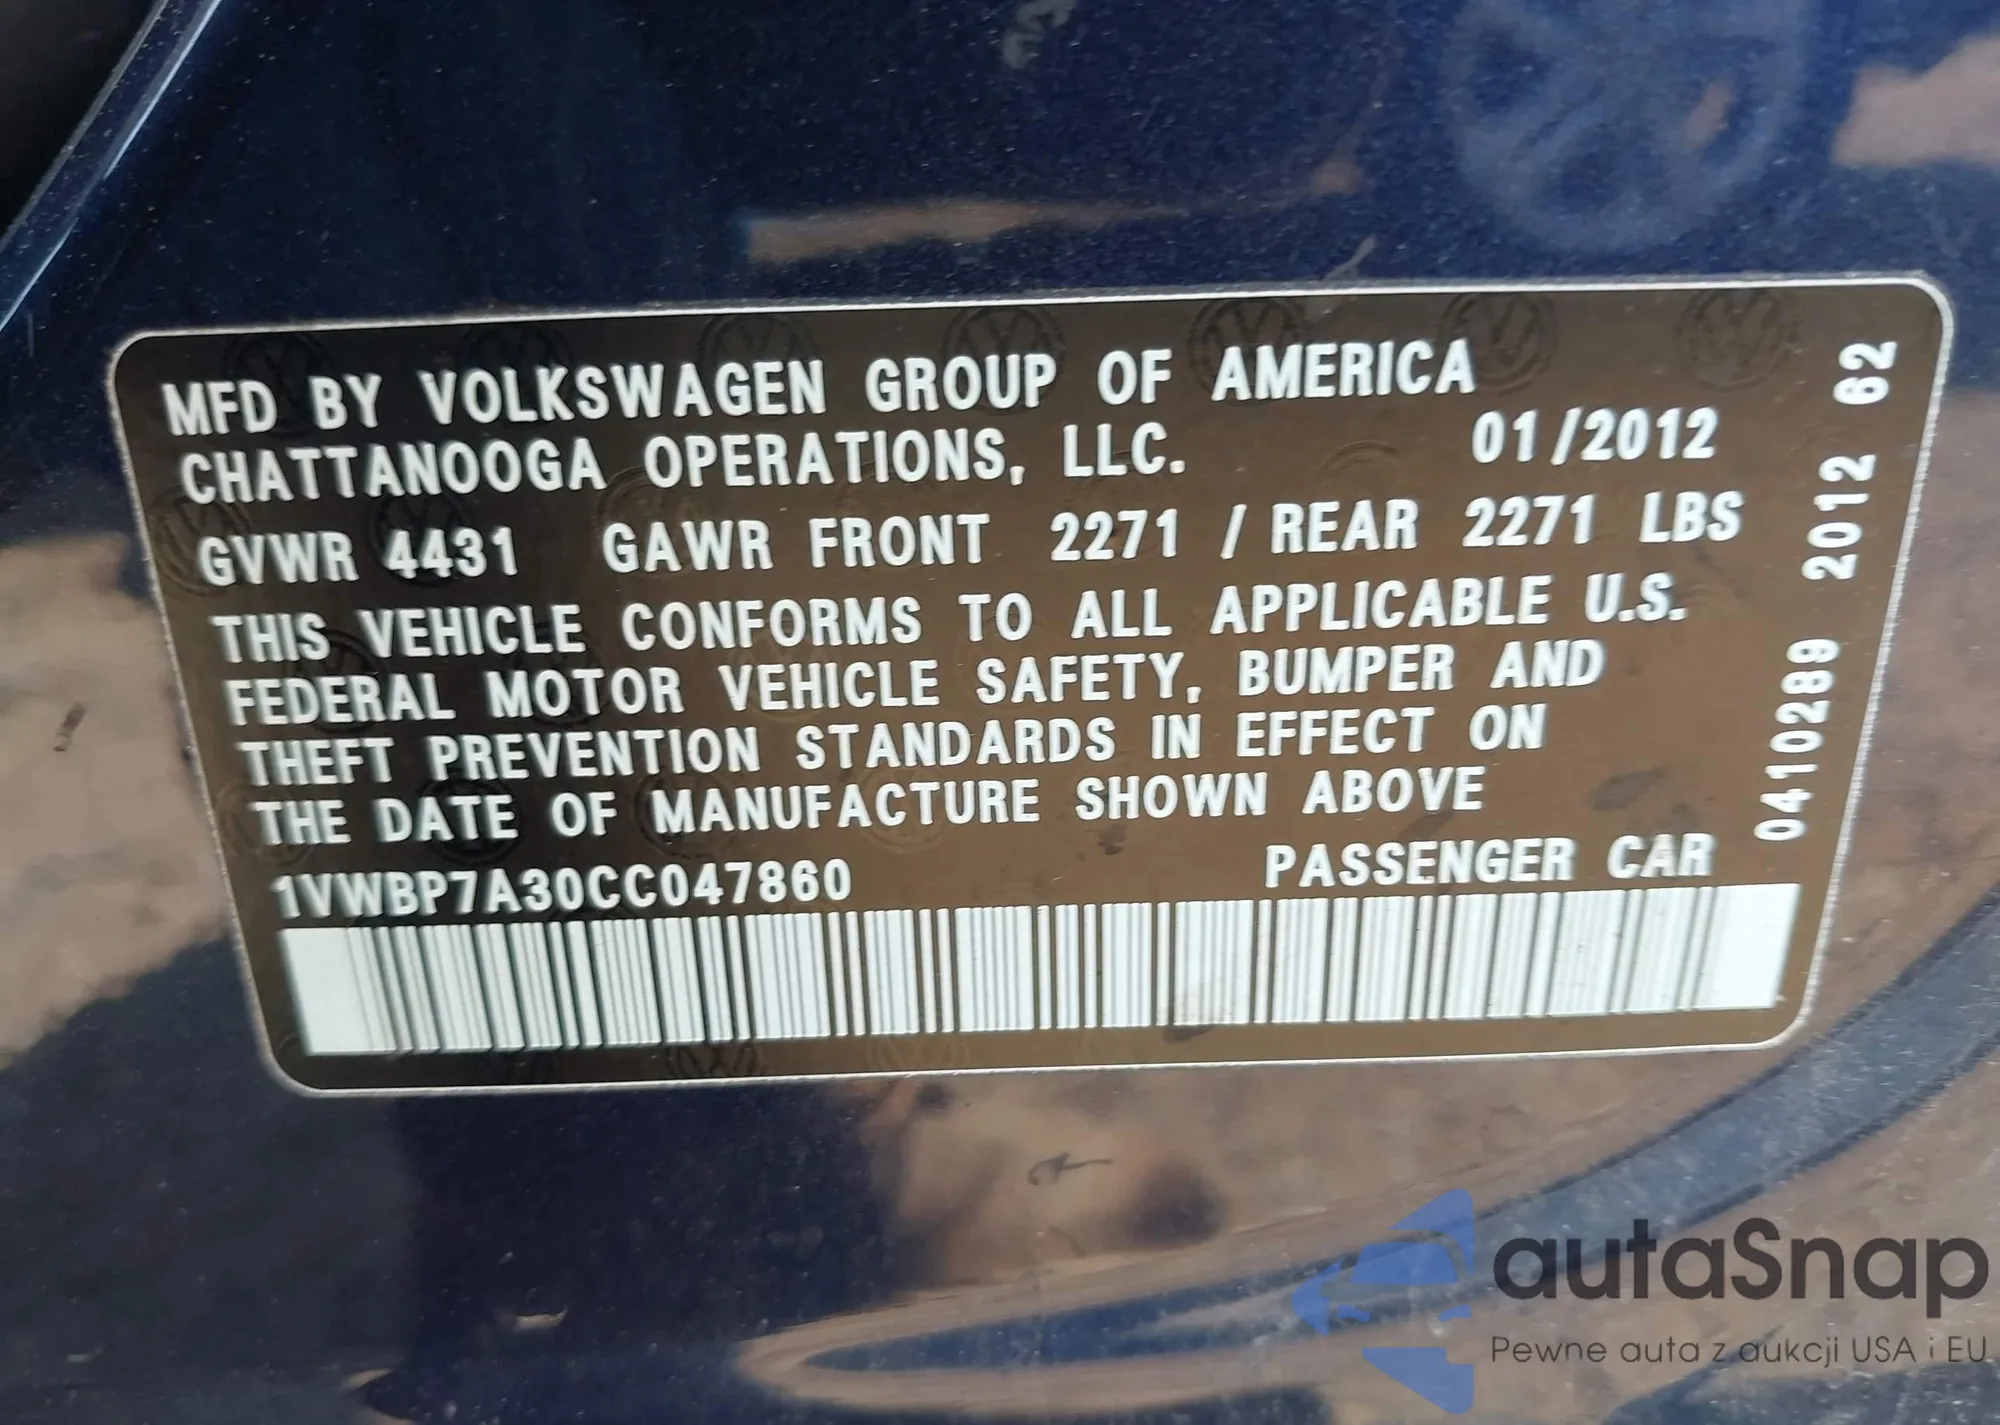 MFD BY VOLKSWAGEN GROUP OF AMERICA
CHATTANOOGA OPERATIONS, LLC. 01/2012
GVWR 4431 GAWR FRONT 2271 / REAR 2271 LBS
THIS VEHICLE CONFORMS TO ALL APPLICABLE U.S.
FEDERAL MOTOR VEHICLE SAFETY, BUMPER AND
THEFT PREVENTION STANDARDS IN EFFECT ON
THE DATE OF MANUFACTURE SHOWN ABOVE
1VWBP7A30CC047860 PASSENGER CAR
0410289 2012 62
autaSnap
Pewne auta z aukcji USA i EU